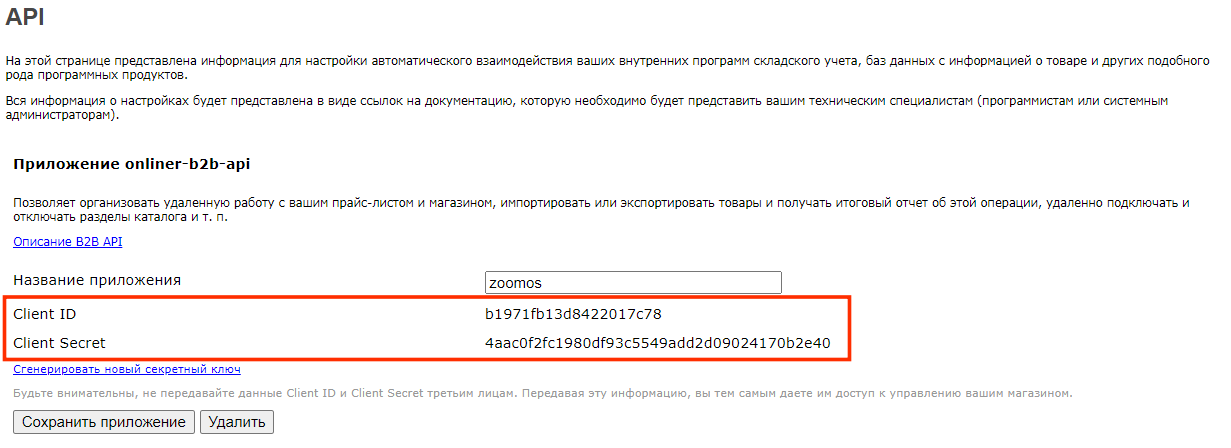 API
На этой странице представлена информация для настройки автоматического взаимодействия ваших внутренних программ складского учета, баз данных с информацией о товаре и других подобного
рода программных продуктов.
Вся информация о настройках будет представлена в виде ссылок на документацию, которую необходимо будет представить вашим техническим специалистам (программистам или системным
администраторам).
Приложение onliner-b2b-api
Позволяет организовать удаленную работу с вашим прайс-листом и магазином, импортировать или экспортировать товары и получать итоговый отчет об этой операции, удаленно подключать и
отключать разделы каталога и т. п.
Описание B2B API
Название приложения zoomos
Client ID b1971fb13d8422017c78
Client Secret 4aac0f2fc1980df93c5549add2d09024170b2e40
Сгенерировать новый секретный ключ
Будьте внимательны, не передавайте данные Client ID и Client Secret третьим лицам. Передавая эту информацию, вы тем самым даете им доступ к управлению вашим магазином.
Сохранить приложение Удалить